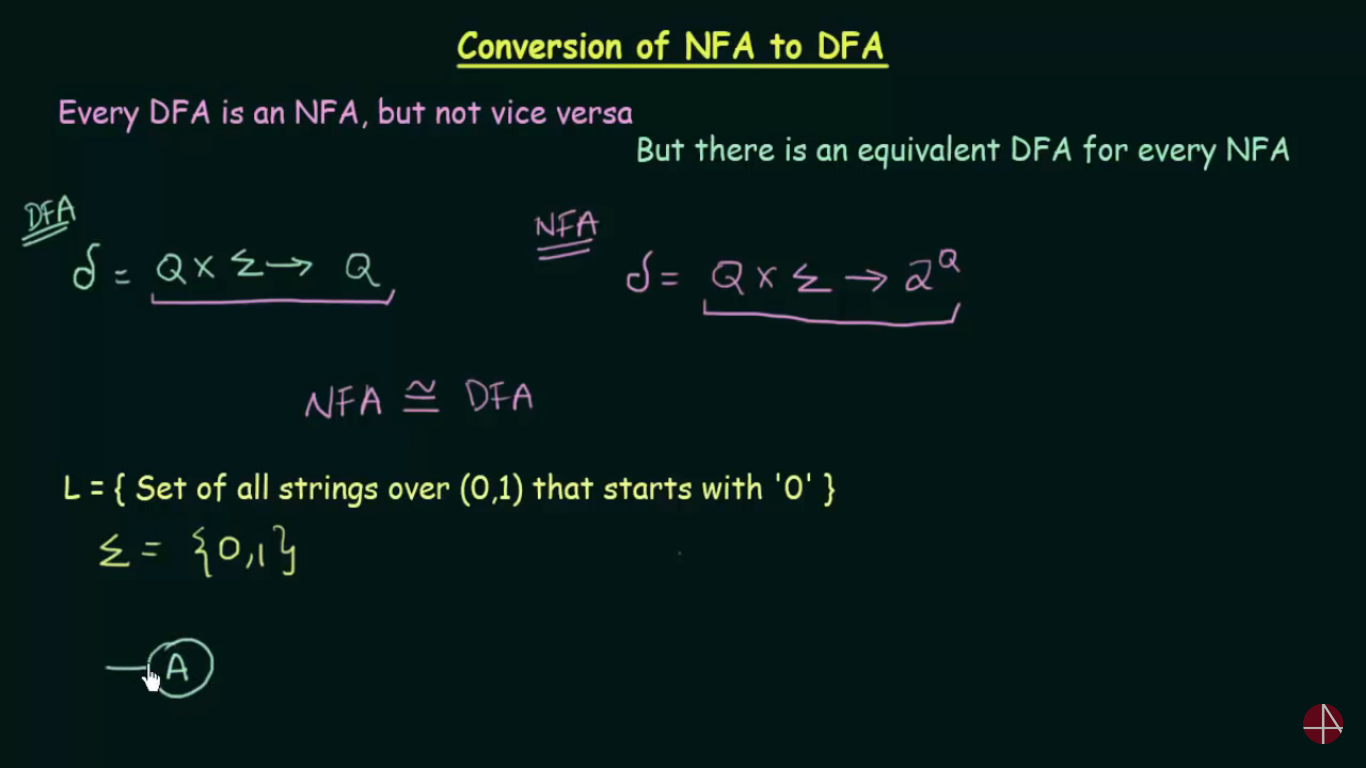 Conversion of NFA to DFA
Every DFA is an NFA, but not vice versa
But there is an equivalent DFA for every NFA
DFA
δ = Q × Σ → Q
NFA
δ = Q × Σ → 2^Q
NFA ≅ DFA
L = { Set of all strings over (0,1) that starts with '0' }
Σ = {0,1}
A